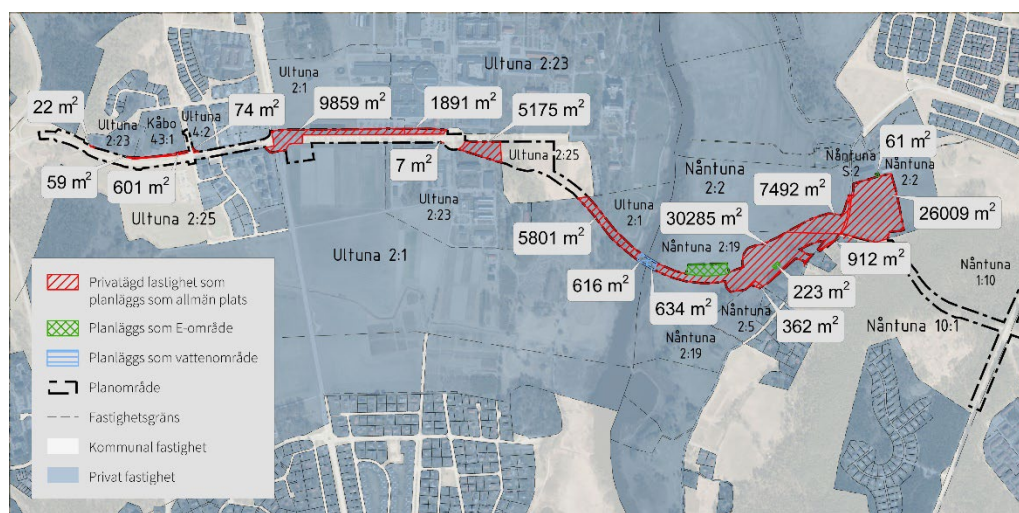 Ultuna 2:23
Ultuna
2:1
22 m²
Ultuna
2:23
Kåbo
43:1
Ultuna
4:2
74 m²
9859 m²
1891 m²
5175 m²
59 m²
601 m²
7 m²
Ultuna 2:25
Ultuna 2:25
Ultuna
2:23
Ultuna 2:1
5801 m²
Ultuna
2:1
616 m²
634 m²
Nåntuna
2:2
30285 m²
Nåntuna 2:19
7492 m²
Nåntuna
S:2
61 m²
Nåntuna
2:2
26009 m²
912 m²
223 m²
362 m²
Nåntuna
2:5
Nåntuna
2:19
Nåntuna
1:10
Nåntuna 10:1
Privatägd fastighet som
planläggs som allmän plats
Planläggs som E-område
Planläggs som vattenområde
Planområde
Fastighetsgräns
Kommunal fastighet
Privat fastighet